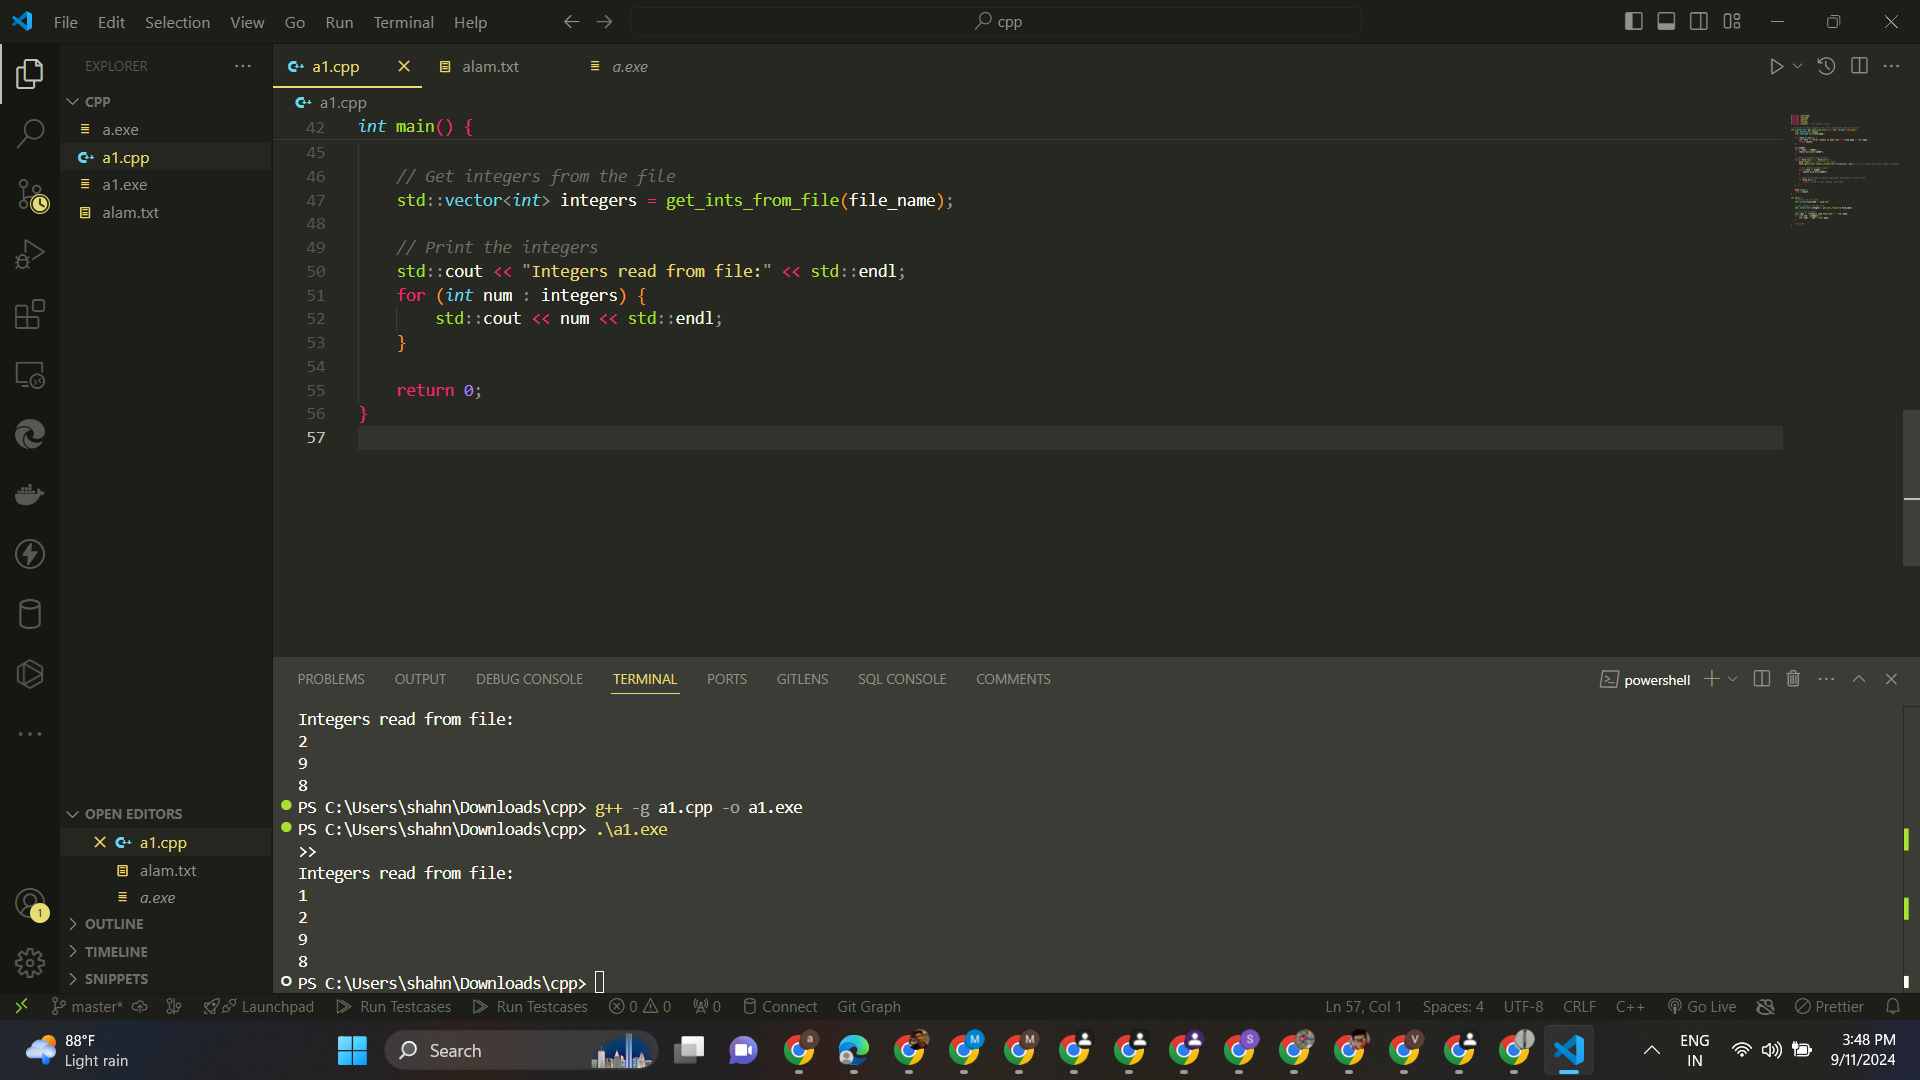 File Edit Selection View Go Run Terminal Help
cpp
EXPLORER
CPP
a.exe
a1.cpp
a1.exe
alam.txt
OPEN EDITORS
a1.cpp
alam.txt
a.exe
OUTLINE
TIMELINE
SNIPPETS
1
a1.cpp alam.txt a.exe
a1.cpp
42 int main() {
45
46 // Get integers from the file
47 std::vector<int> integers = get_ints_from_file(file_name);
48
49 // Print the integers
50 std::cout << "Integers read from file:" << std::endl;
51 for (int num : integers) {
52 std::cout << num << std::endl;
53 }
54
55 return 0;
56 }
57
PROBLEMS OUTPUT DEBUG CONSOLE TERMINAL PORTS GITLENS SQL CONSOLE COMMENTS
powershell
Integers read from file:
2
9
8
PS C:\Users\shahn\Downloads\cpp> g++ -g a1.cpp -o a1.exe
PS C:\Users\shahn\Downloads\cpp> .\a1.exe
>>
Integers read from file:
1
2
9
8
PS C:\Users\shahn\Downloads\cpp>
master* Launchpad Run Testcases Run Testcases 0 0 0 Connect Git Graph
Ln 57, Col 1 Spaces: 4 UTF-8 CRLF C++ Go Live Prettier
88°F
Light rain
Search
a M M S V
ENG
IN
3:48 PM
9/11/2024